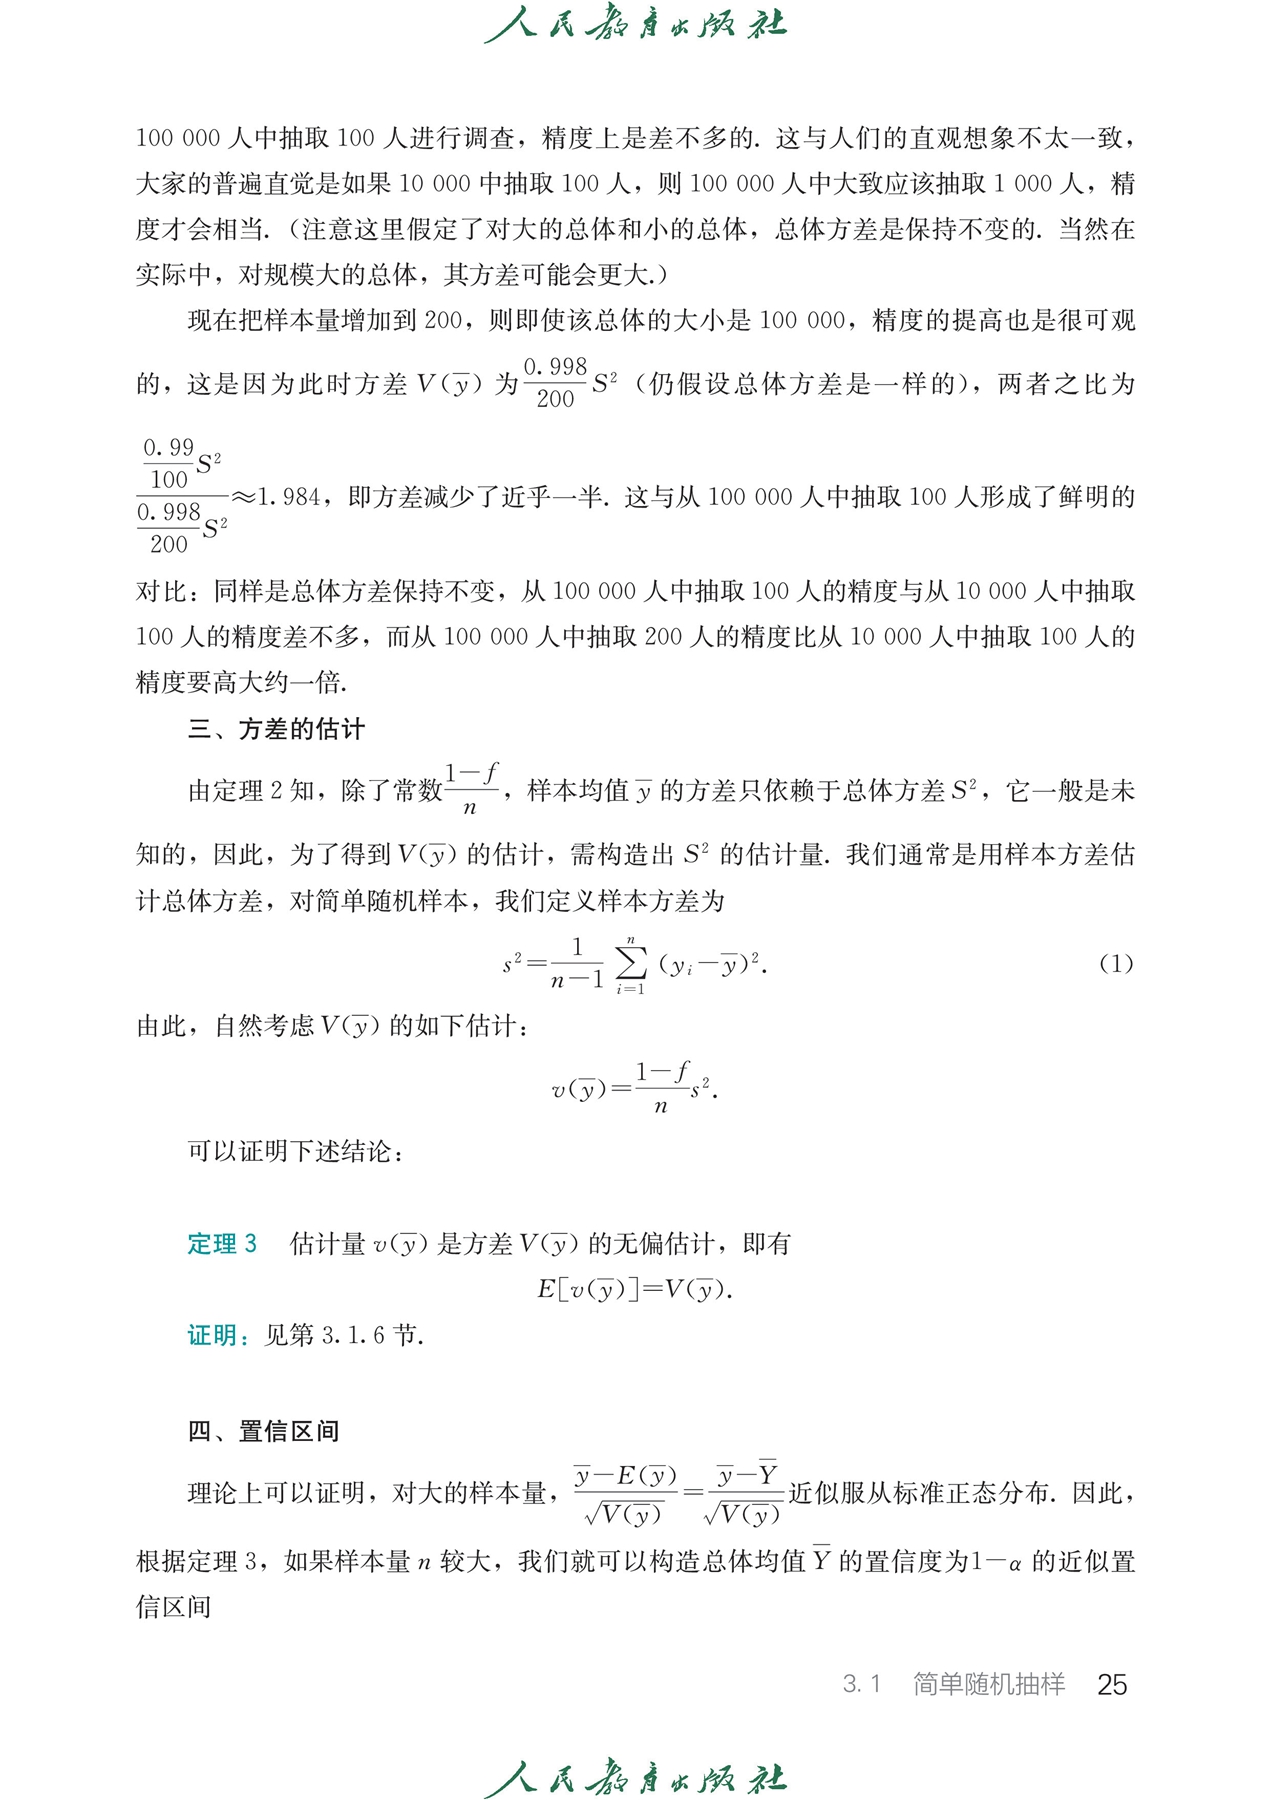 人民教育出版社
100 000 人中抽取 100 人进行调查，精度上是差不多的. 这与人们的直观想象不太一致，
大家的普遍直觉是如果 10 000 中抽取 100 人，则 100 000 人中大致应该抽取 1 000 人，精
度才会相当.（注意这里假定了对大的总体和小的总体，总体方差是保持不变的. 当然在
实际中，对规模大的总体，其方差可能会更大.）
现在把样本量增加到 200，则即使该总体的大小是 100 000，精度的提高也是很可观
的，这是因为此时方差 $V(\overline{y})$ 为 $\frac{0.998}{200}S^2$（仍假设总体方差是一样的），两者之比为
$\frac{\frac{0.99}{100}S^2}{\frac{0.998}{200}S^2}$≈1.984，即方差减少了近乎一半. 这与从 100 000 人中抽取 100 人形成了鲜明的
对比：同样是总体方差保持不变，从 100 000 人中抽取 100 人的精度与从 10 000 人中抽取
100 人的精度差不多，而从 100 000 人中抽取 200 人的精度比从 10 000 人中抽取 100 人的
精度要高大约一倍.
三、方差的估计
由定理 2 知，除了常数 $\frac{1-f}{n}$，样本均值 $\overline{y}$ 的方差只依赖于总体方差 $S^2$，它一般是未
知的，因此，为了得到 $V(\overline{y})$ 的估计，需构造出 $S^2$ 的估计量. 我们通常是用样本方差估
计总体方差，对简单随机样本，我们定义样本方差为
$s^2=\frac{1}{n-1}\sum_{i=1}^{n}(y_i-\overline{y})^2.$ (1)
由此，自然考虑 $V(\overline{y})$ 的如下估计：
$v(\overline{y})=\frac{1-f}{n}s^2.$
可以证明下述结论：
定理 3 估计量 $v(\overline{y})$ 是方差 $V(\overline{y})$ 的无偏估计，即有
$E[v(\overline{y})]=V(\overline{y}).$
证明：见第 3.1.6 节.
四、置信区间
理论上可以证明，对大的样本量，$\frac{\overline{y}-E(\overline{y})}{\sqrt{V(\overline{y})}}=\frac{\overline{y}-\overline{Y}}{\sqrt{V(\overline{y})}}$ 近似服从标准正态分布. 因此，
根据定理 3，如果样本量 $n$ 较大，我们就可以构造总体均值 $\overline{Y}$ 的置信度为 $1-α$ 的近似置
信区间
3.1 简单随机抽样 25
人民教育出版社